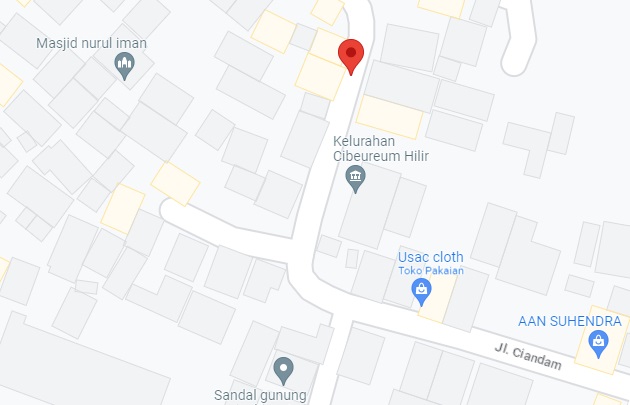 Masjid nurul iman
Kelurahan
Cibeureum Hilir
Usac cloth
Toko Pakaian
AAN SUHENDRA
Jl. Ciandam
Sandal gunung